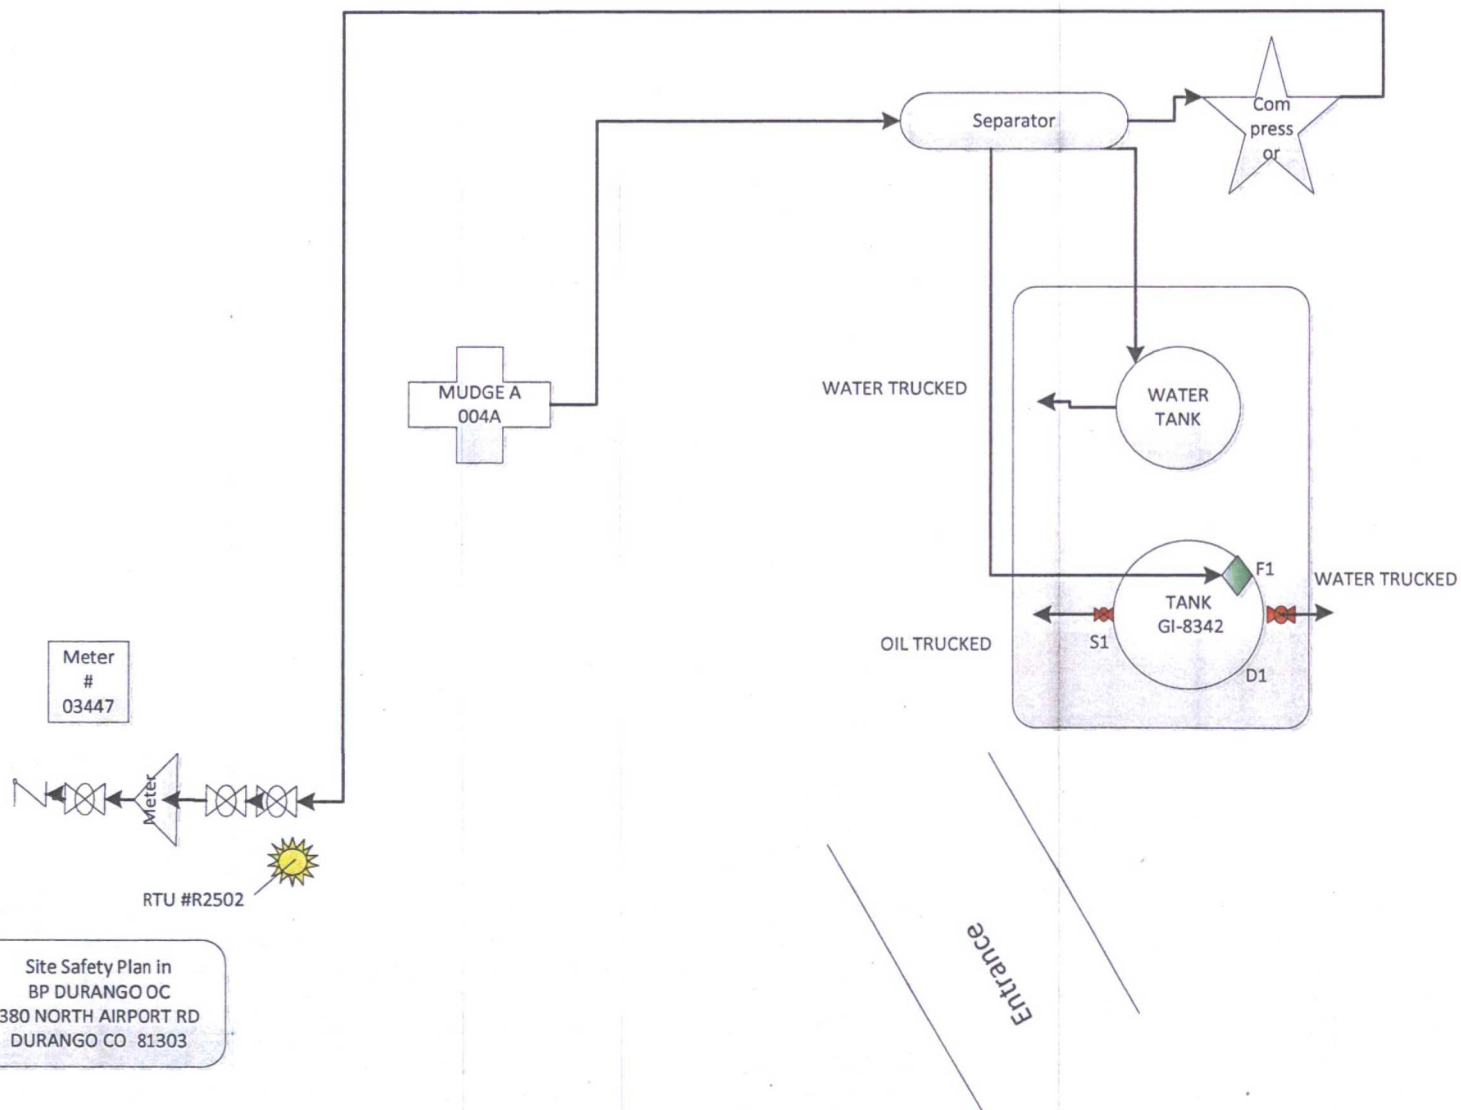 Separator
Com
press
or
MUDGE A
004A
WATER TRUCKED
WATER
TANK
F1
WATER TRUCKED
TANK
GI-8342
OIL TRUCKED
S1
D1
Meter
#
03447
Meter
RTU #R2502
Entrance
Site Safety Plan in
BP DURANGO OC
380 NORTH AIRPORT RD
DURANGO CO 81303